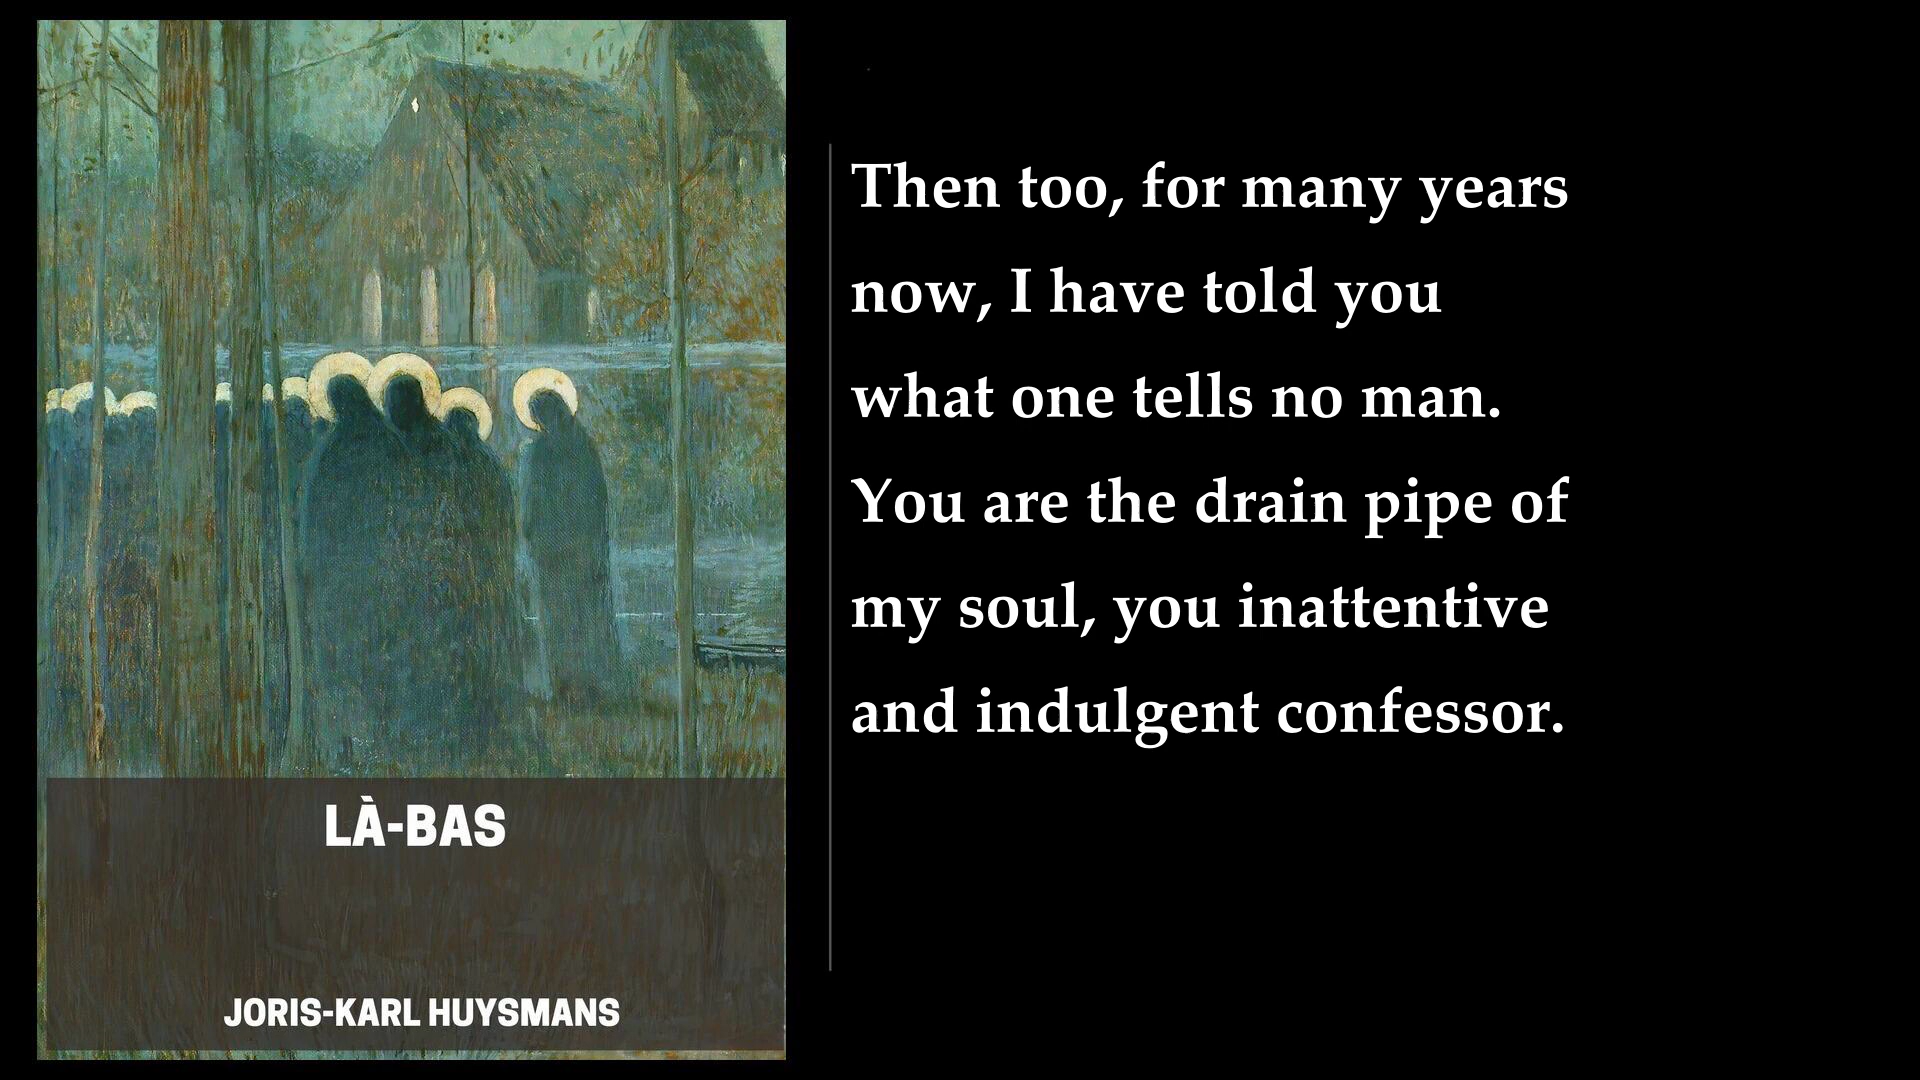 LÀ-BAS
JORIS-KARL HUYSMANS
Then too, for many years
now, I have told you
what one tells no man.
You are the drain pipe of
my soul, you inattentive
and indulgent confessor.